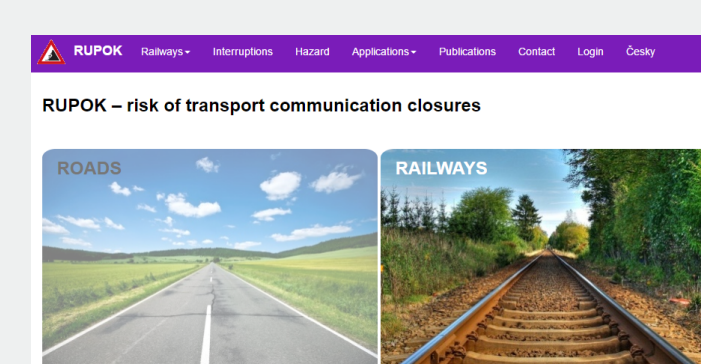 RUPOK Railways Interruptions Hazard Applications Publications Contact Login Česky
RUPOK – risk of transport communication closures
ROADS RAILWAYS